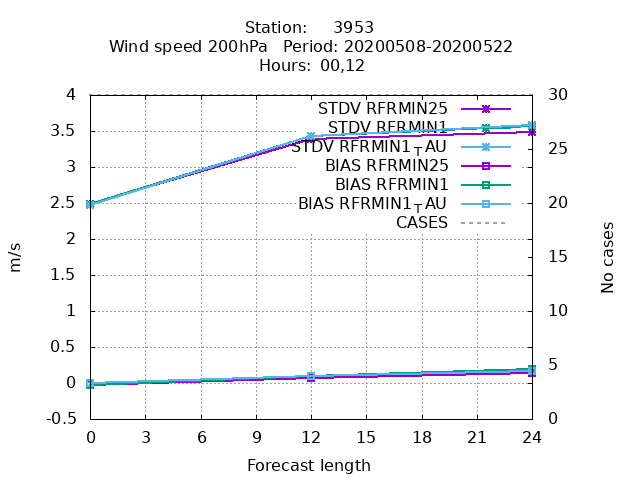 Station:     3953
Wind speed 200hPa   Period: 20200508-20200522
Hours:  00,12
4
3.5
3
2.5
2
1.5
1
0.5
0
-0.5
m/s
30
25
20
15
10
5
0
No cases
STDV RFRMIN25
STDV RFRMIN1
STDV RFRMIN1TAU
BIAS RFRMIN25
BIAS RFRMIN1
BIAS RFRMIN1TAU
CASES
0 3 6 9 12 15 18 21 24
Forecast length